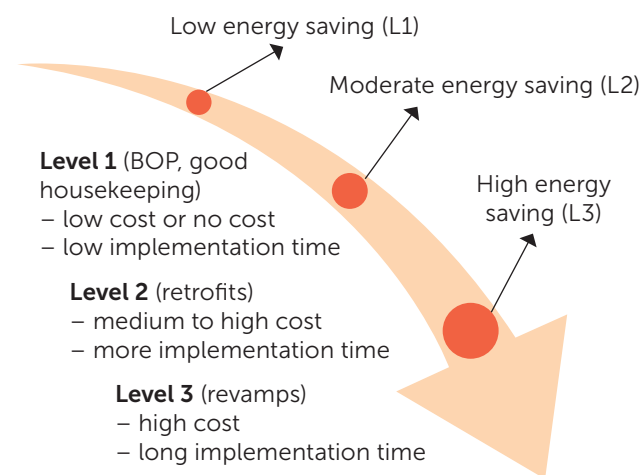 Low energy saving (L1)
Moderate energy saving (L2)
High energy
saving (L3)
Level 1 (BOP, good
housekeeping)
– low cost or no cost
– low implementation time
Level 2 (retrofits)
– medium to high cost
– more implementation time
Level 3 (revamps)
– high cost
– long implementation time